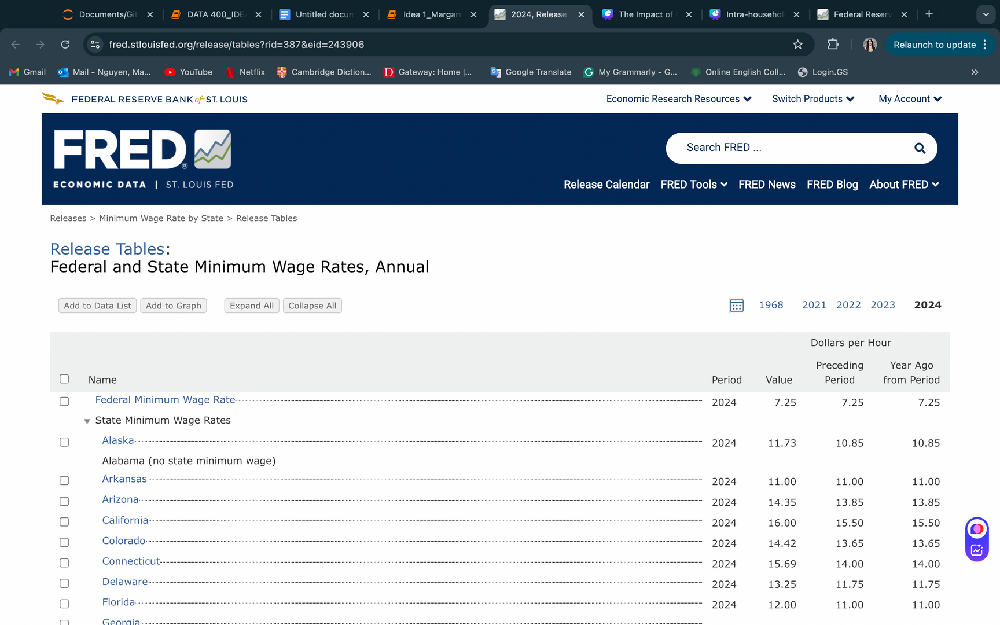 Documents/Git
DATA 400_IDE
Untitled docum
Idea 1_Margare
2024, Release
The Impact of
Intra-househol
Federal Reserv
fred.stlouisfed.org/release/tables?rid=387&eid=243906
Relaunch to update
Gmail
Mail - Nguyen, Ma...
YouTube
Netflix
Cambridge Diction...
Gateway: Home |...
Google Translate
My Grammarly - G...
Online English Coll...
Login.GS
FEDERAL RESERVE BANK of ST. LOUIS
Economic Research Resources
Switch Products
My Account
FRED®
ECONOMIC DATA | ST. LOUIS FED
Search FRED ...
Release Calendar
FRED Tools
FRED News
FRED Blog
About FRED
Releases > Minimum Wage Rate by State > Release Tables
Release Tables:
Federal and State Minimum Wage Rates, Annual
Add to Data List
Add to Graph
Expand All
Collapse All
1968 2021 2022 2023 2024
Dollars per Hour
Name Period Value Preceding Period Year Ago from Period
Federal Minimum Wage Rate 2024 7.25 7.25 7.25
State Minimum Wage Rates
Alaska 2024 11.73 10.85 10.85
Alabama (no state minimum wage)
Arkansas 2024 11.00 11.00 11.00
Arizona 2024 14.35 13.85 13.85
California 2024 16.00 15.50 15.50
Colorado 2024 14.42 13.65 13.65
Connecticut 2024 15.69 14.00 14.00
Delaware 2024 13.25 11.75 11.75
Florida 2024 12.00 11.00 11.00
Georgia